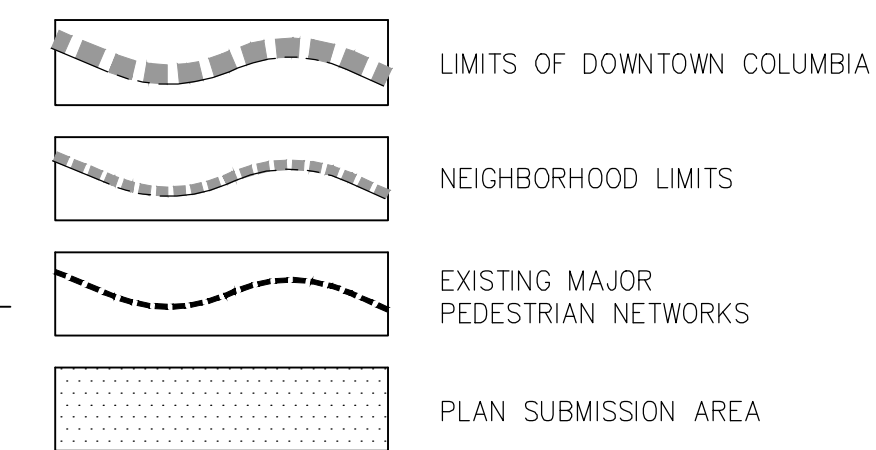 LIMITS OF DOWNTOWN COLUMBIA
NEIGHBORHOOD LIMITS
EXISTING MAJOR
PEDESTRIAN NETWORKS
PLAN SUBMISSION AREA